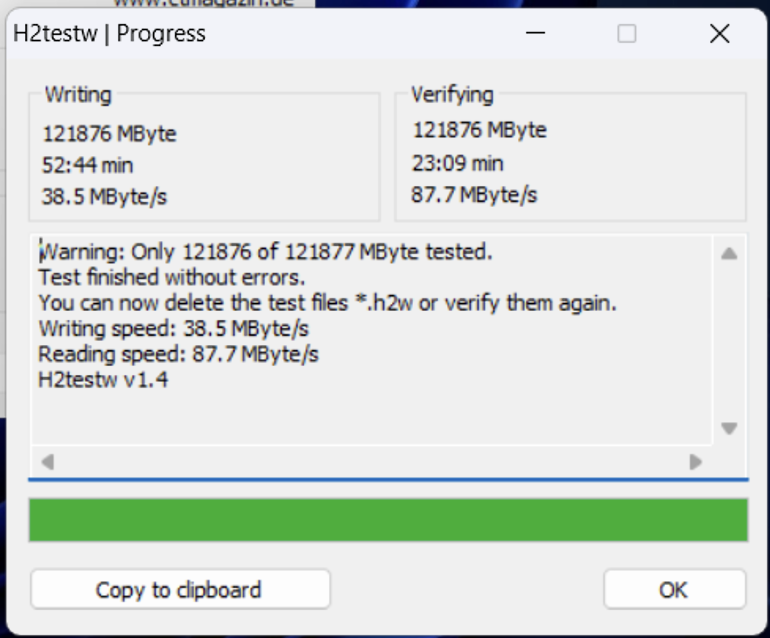 www.ctmagazin.de
H2testw | Progress
Writing
121876 MByte
52:44 min
38.5 MByte/s
Verifying
121876 MByte
23:09 min
87.7 MByte/s
Warning: Only 121876 of 121877 MByte tested.
Test finished without errors.
You can now delete the test files *.h2w or verify them again.
Writing speed: 38.5 MByte/s
Reading speed: 87.7 MByte/s
H2testw v1.4
Copy to clipboard
OK